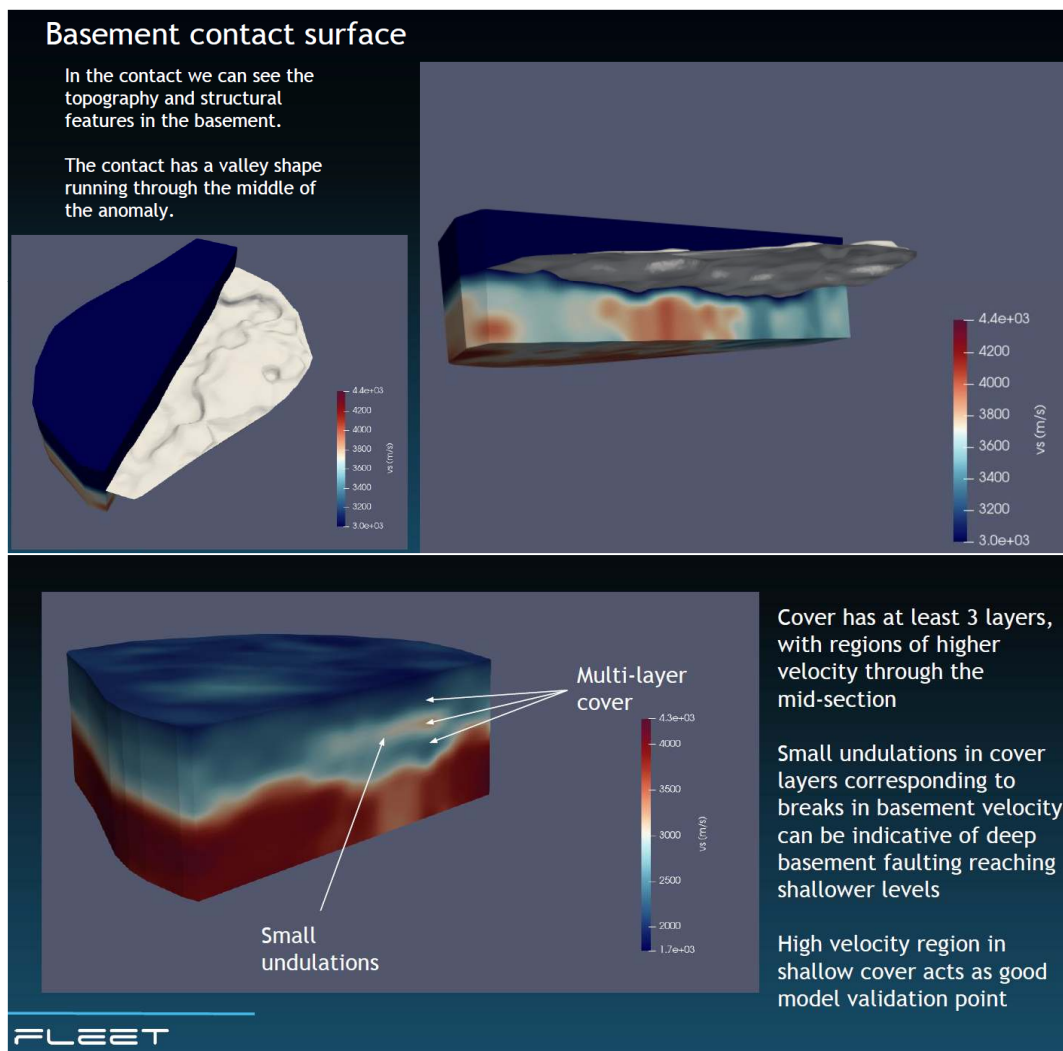 Basement contact surface
In the contact we can see the
topography and structural
features in the basement.
The contact has a valley shape
running through the middle of
the anomaly.
4.4e+03
4200
4000
3800
3600
3400
3200
3.0e+03
vs (m/s)
4.4e+03
4200
4000
3800
3600
3400
3200
3.0e+03
vs (m/s)
Multi-layer
cover
4.3e+03
4000
3500
3000
2500
2000
1.7e+03
vs (m/s)
Small
undulations
Cover has at least 3 layers,
with regions of higher
velocity through the
mid-section
Small undulations in cover
layers corresponding to
breaks in basement velocity
can be indicative of deep
basement faulting reaching
shallower levels
High velocity region in
shallow cover acts as good
model validation point
FLEET